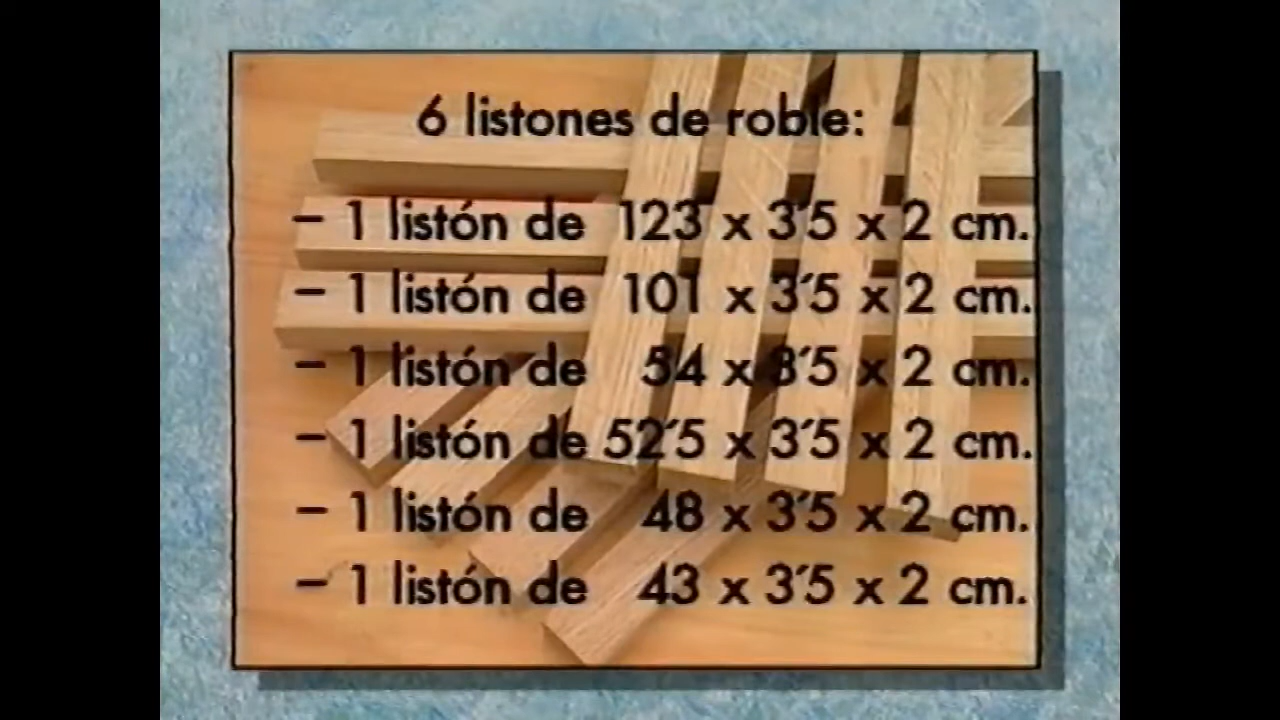 6 listones de roble:
– 1 listón de 123 x 3´5 x 2 cm.
– 1 listón de 101 x 3´5 x 2 cm.
– 1 listón de 54 x 3´5 x 2 cm.
– 1 listón de 52´5 x 3´5 x 2 cm.
– 1 listón de 48 x 3´5 x 2 cm.
– 1 listón de 43 x 3´5 x 2 cm.